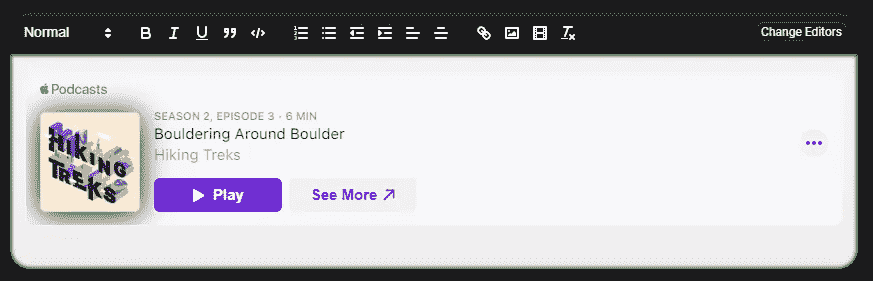 Normal
Change Editors
Podcasts
SEASON 2, EPISODE 3 · 6 MIN
Bouldering Around Boulder
Hiking Treks
HIKING
TREKS
Play
See More